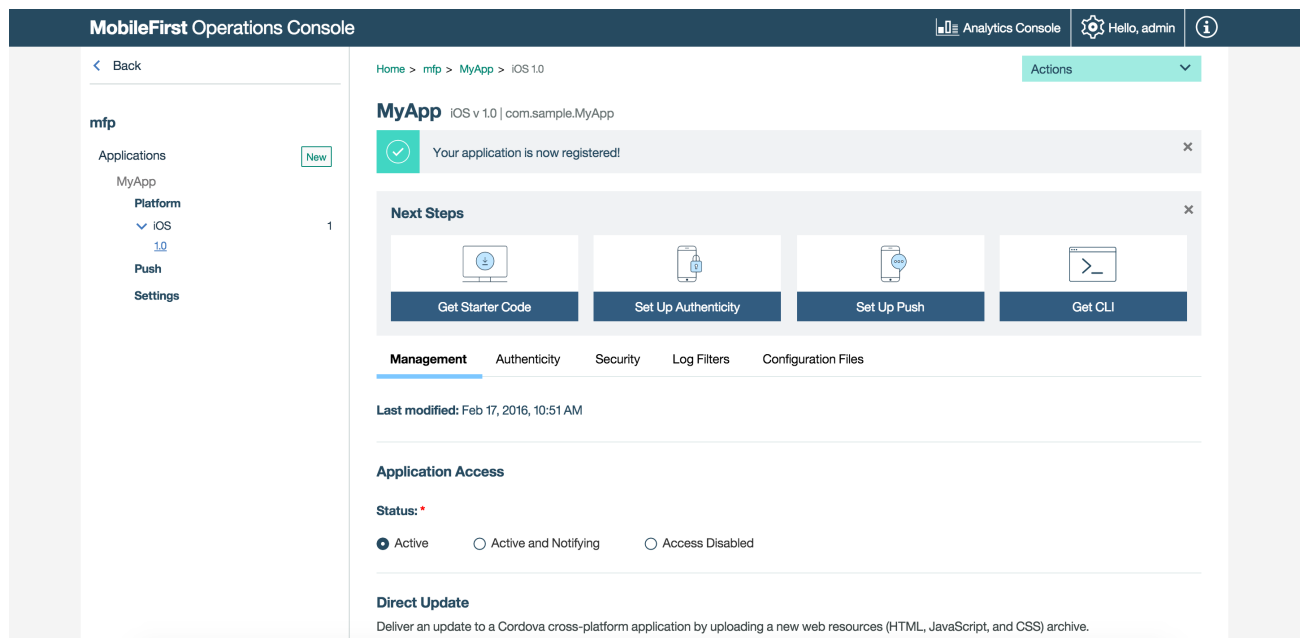 MobileFirst Operations Console
Analytics Console
Hello, admin
Back
mfp
Applications
New
MyApp
Platform
iOS 1
1.0
Push
Settings
Home > mfp > MyApp > iOS 1.0
Actions
MyApp iOS v 1.0 | com.sample.MyApp
Your application is now registered!
Next Steps
Get Starter Code
Set Up Authenticity
Set Up Push
Get CLI
Management Authenticity Security Log Filters Configuration Files
Last modified: Feb 17, 2016, 10:51 AM
Application Access
Status: *
Active Active and Notifying Access Disabled
Direct Update
Deliver an update to a Cordova cross-platform application by uploading a new web resources (HTML, JavaScript, and CSS) archive.